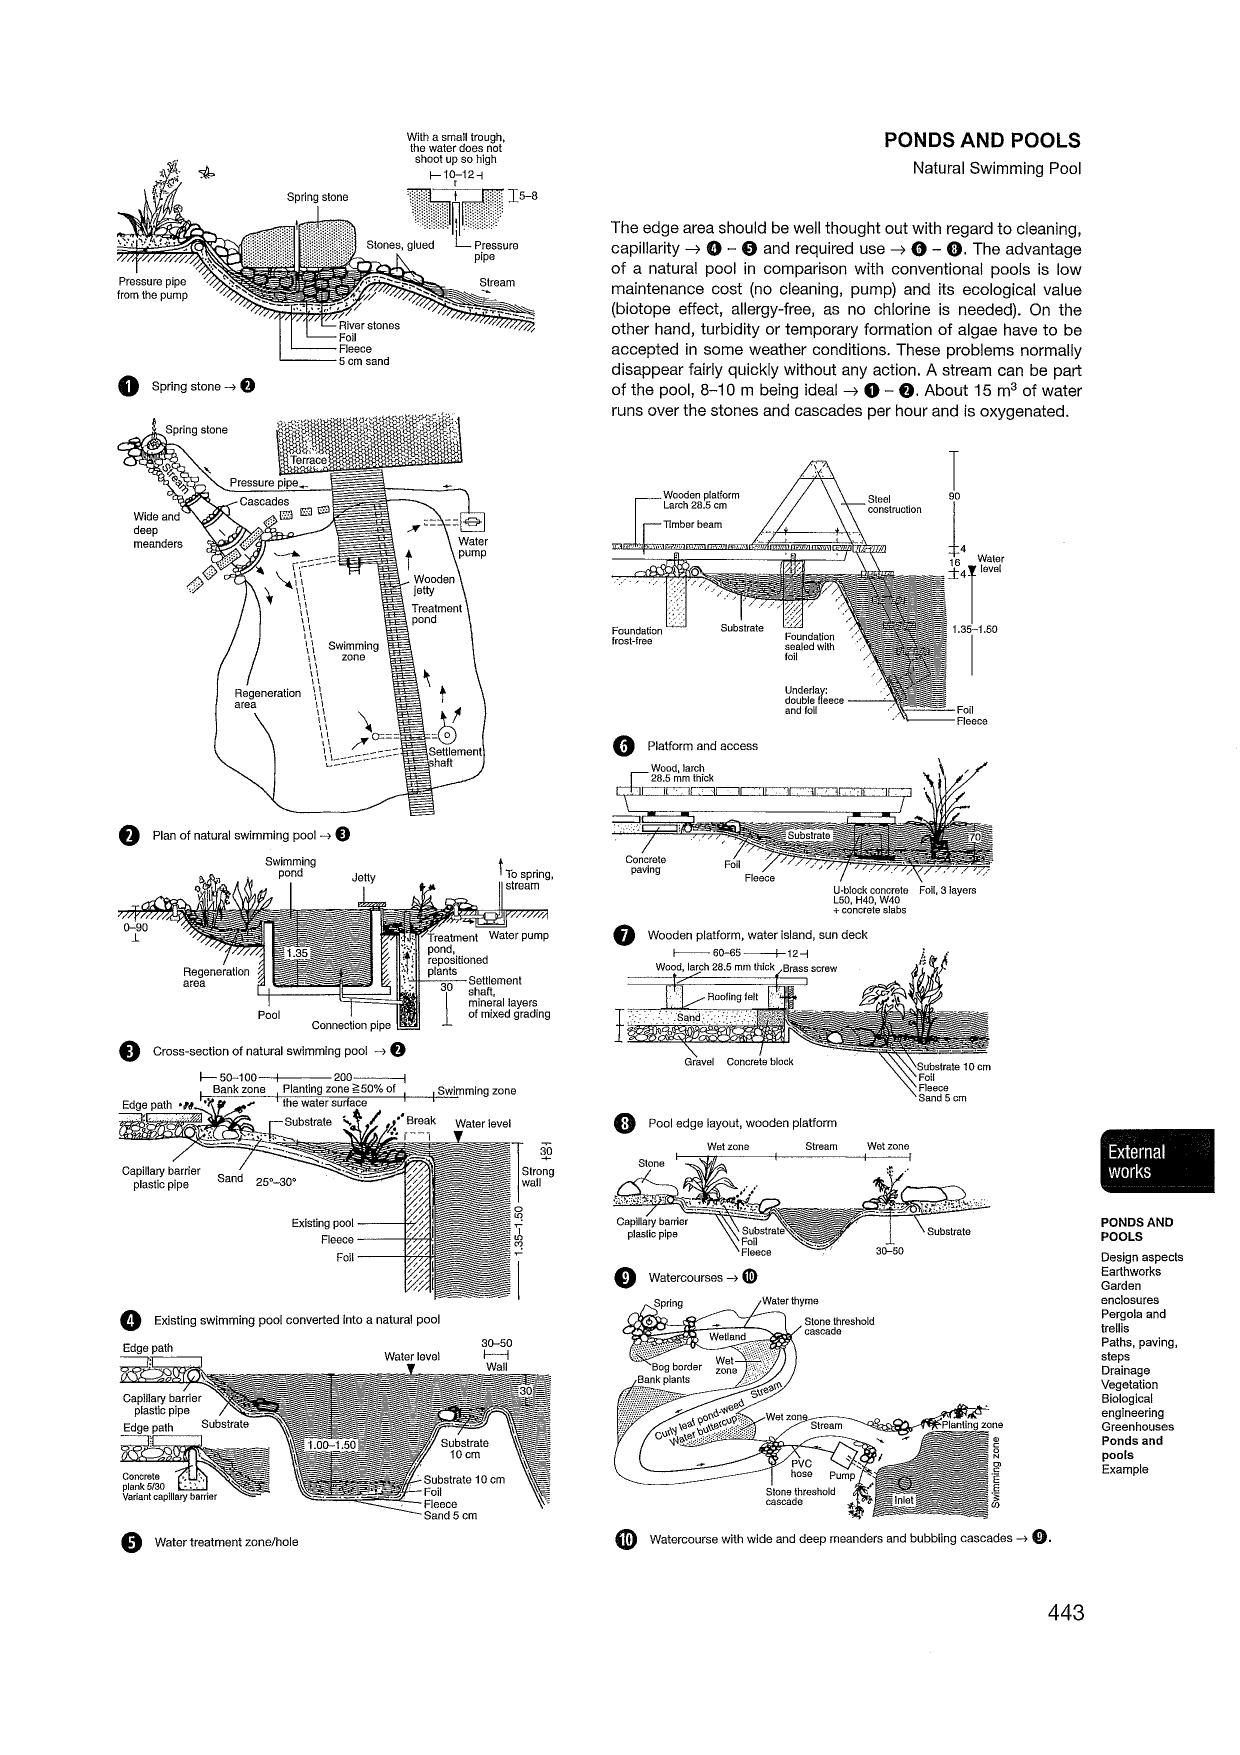 PONDS AND POOLS
Natural Swimming Pool
The edge area should be well thought out with regard to cleaning,
capillarity → ❹ – ❺ and required use → ❻ – ❽. The advantage
of a natural pool in comparison with conventional pools is low
maintenance cost (no cleaning, pump) and its ecological value
(biotope effect, allergy-free, as no chlorine is needed). On the
other hand, turbidity or temporary formation of algae have to be
accepted in some weather conditions. These problems normally
disappear fairly quickly without any action. A stream can be part
of the pool, 8–10 m being ideal → ❶ – ❷. About 15 m³ of water
runs over the stones and cascades per hour and is oxygenated.
With a small trough,
the water does not
shoot up so high
10–12
5–8
Spring stone
Stones, glued
Pressure
pipe
Pressure pipe
from the pump
Stream
River stones
Foil
Fleece
5 cm sand
❶ Spring stone → ❷
Spring stone
Terrace
Stream
Pressure pipe
Cascades
Wide and
deep
meanders
Water
pump
Wooden
jetty
Treatment
pond
Swimming
zone
Regeneration
area
Settlement
shaft
❷ Plan of natural swimming pool → ❸
Swimming
pond
Jetty
To spring,
stream
0–90
1.35
Treatment
pond,
repositioned
plants
Water pump
Regeneration
area
30
Settlement
shaft,
mineral layers
of mixed grading
Pool
Connection pipe
❸ Cross-section of natural swimming pool → ❷
50–100
200
Bank zone
Planting zone ≧50% of
the water surface
Swimming zone
Edge path
Substrate
Break
Water level
30
Strong
wall
Capillary barrier
plastic pipe
Sand
25°–30°
Existing pool
Fleece
Foil
1.35–1.50
❹ Existing swimming pool converted into a natural pool
Edge path
Water level
30–50
Wall
30
Capillary barrier
plastic pipe
Edge path
Substrate
1.00–1.50
Substrate
10 cm
Concrete
plank 5/30
Variant capillary barrier
Substrate 10 cm
Foil
Fleece
Sand 5 cm
❺ Water treatment zone/hole
Wooden platform
Larch 28.5 cm
Timber beam
Steel
construction
90
4
16
4
Water
level
Foundation
frost-free
Substrate
Foundation
sealed with
foil
1.35–1.50
Underlay:
double fleece
and foil
Foil
Fleece
❻ Platform and access
Wood, larch
28.5 mm thick
Substrate
70
Concrete
paving
Foil
Fleece
U-block concrete
L50, H40, W40
+ concrete slabs
Foil, 3 layers
❼ Wooden platform, water island, sun deck
60–65
12
Wood, larch 28.5 mm thick
Brass screw
Roofing felt
Sand
Gravel
Concrete block
Substrate 10 cm
Foil
Fleece
Sand 5 cm
❽ Pool edge layout, wooden platform
Wet zone
Stream
Wet zone
Stone
Capillary barrier
plastic pipe
Substrate
Foil
Fleece
30–50
Substrate
❾ Watercourses → ❿
Spring
Water thyme
Stone threshold
cascade
Wetland
Bog border
Wet
zone
Bank plants
Stream
Curly leaf pond-weed
Water buttercup
Wet zone
Stream
Planting zone
PVC
hose
Pump
Stone threshold
cascade
Inlet
Swimming zone
❿ Watercourse with wide and deep meanders and bubbling cascades → ❾.
External
works
PONDS AND
POOLS
Design aspects
Earthworks
Garden
enclosures
Pergola and
trellis
Paths, paving,
steps
Drainage
Vegetation
Biological
engineering
Greenhouses
Ponds and
pools
Example
443